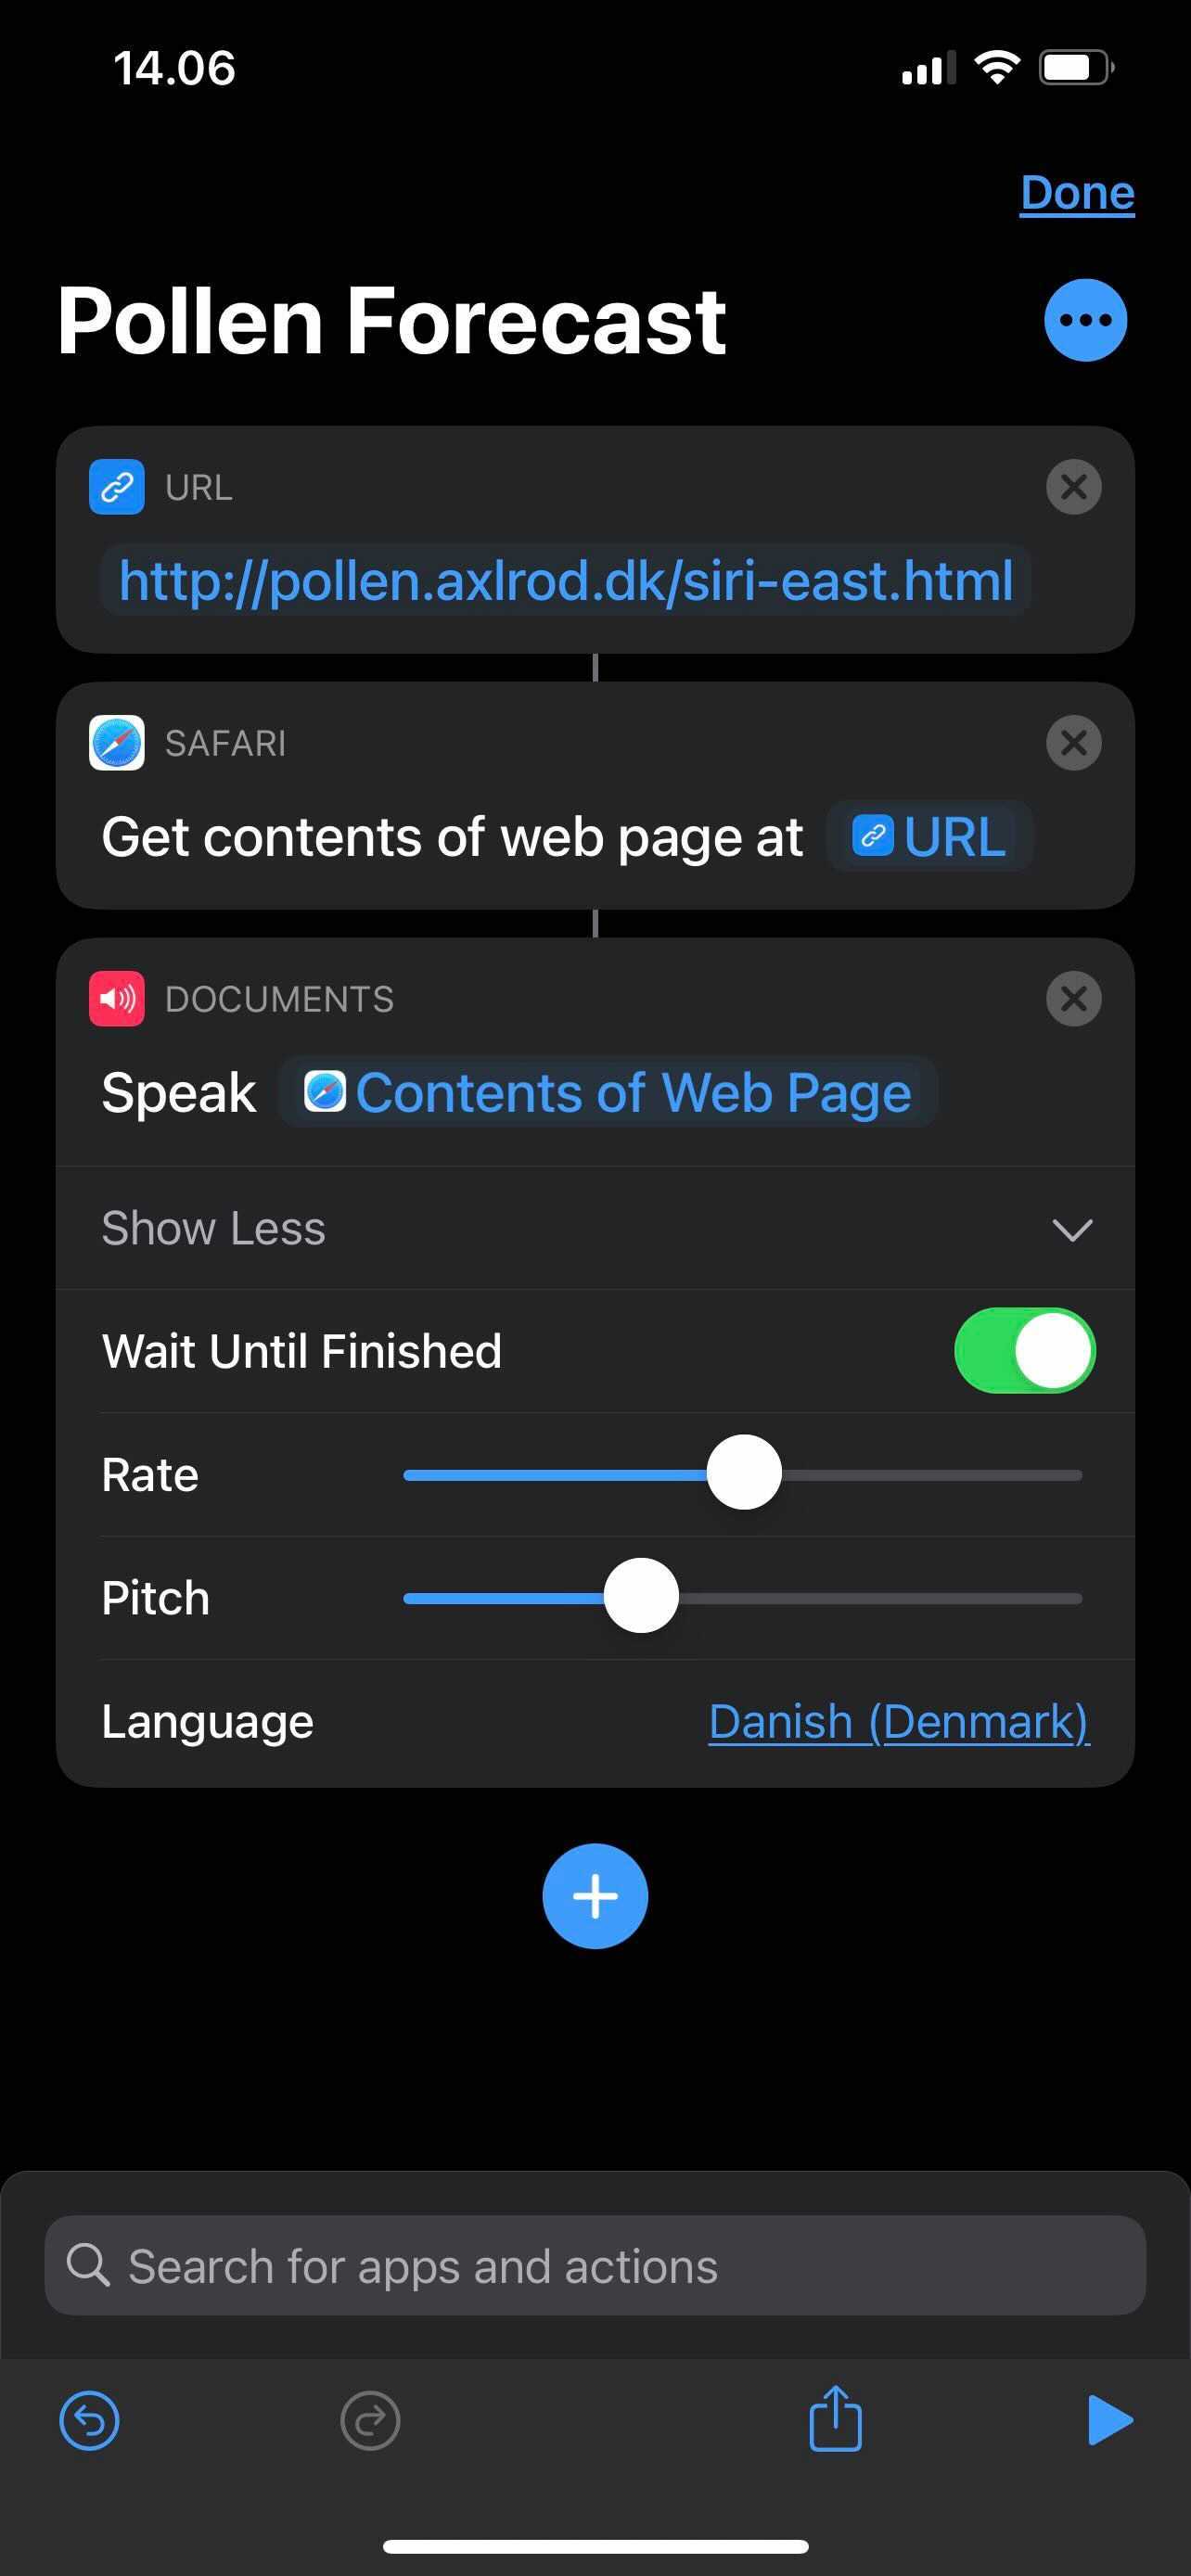 14.06
Done
Pollen Forecast
URL
http://pollen.axlrod.dk/siri-east.html
SAFARI
Get contents of web page at URL
DOCUMENTS
Speak Contents of Web Page
Show Less
Wait Until Finished
Rate
Pitch
Language Danish (Denmark)
Search for apps and actions